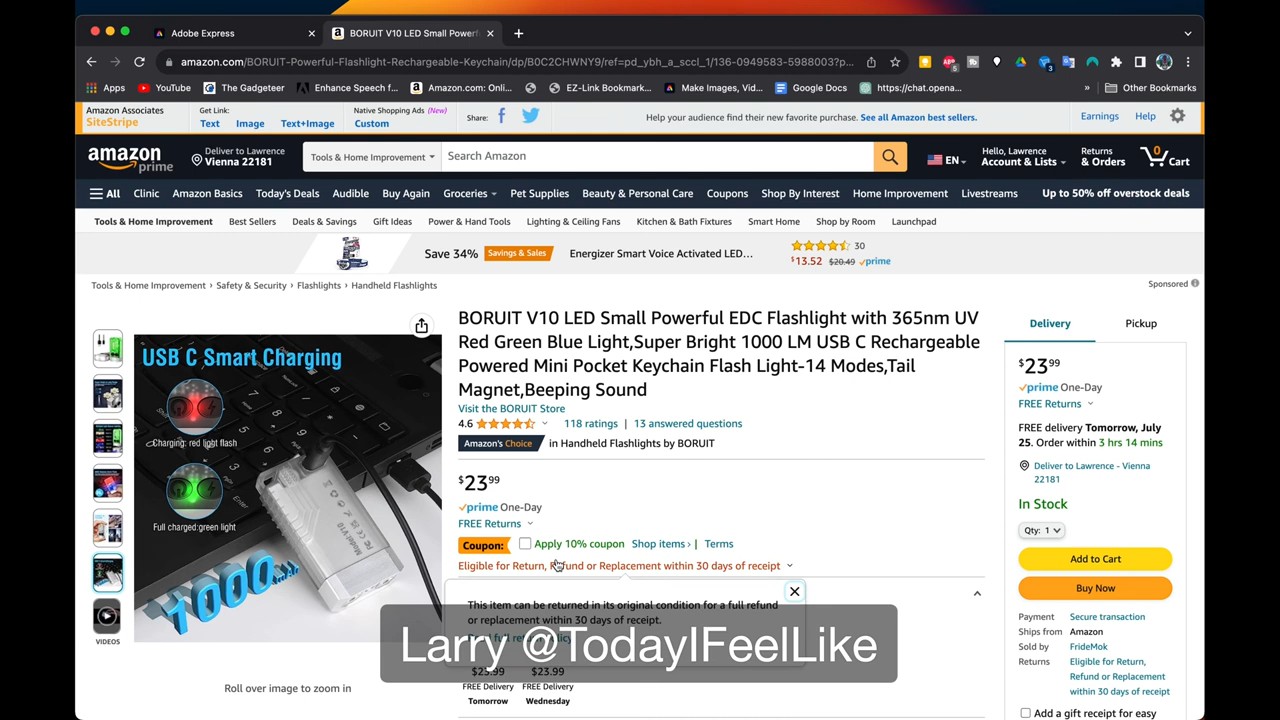 Adobe Express
BORUIT V10 LED Small Powerf
amazon.com/BORUIT-Powerful-Flashlight-Rechargeable-Keychain/dp/B0C2CHWNY9/ref=pd_ybh_a_sccl_1/136-0949583-5988003?p...
Apps YouTube The Gadgeteer Enhance Speech f... Amazon.com: Onli... EZ-Link Bookmark... Make Images, Vid... Google Docs https://chat.opena... » Other Bookmarks
Amazon Associates
SiteStripe
Get Link:
Text Image Text+Image
Native Shopping Ads (New)
Custom
Share:
Help your audience find their new favorite purchase. See all Amazon best sellers.
Earnings Help
amazon prime
Deliver to Lawrence
Vienna 22181
Tools & Home Improvement
Search Amazon
EN
Hello, Lawrence
Account & Lists
Returns
& Orders
0
Cart
All Clinic Amazon Basics Today's Deals Audible Buy Again Groceries Pet Supplies Beauty & Personal Care Coupons Shop By Interest Home Improvement Livestreams Up to 50% off overstock deals
Tools & Home Improvement Best Sellers Deals & Savings Gift Ideas Power & Hand Tools Lighting & Ceiling Fans Kitchen & Bath Fixtures Smart Home Shop by Room Launchpad
Save 34% Savings & Sales Energizer Smart Voice Activated LED...
30
$13.52 $20.49 prime
Sponsored
Tools & Home Improvement › Safety & Security › Flashlights › Handheld Flashlights
USB C Smart Charging
Charging: red light flash
Full charged:green light
1000
VIDEOS
Roll over image to zoom in
BORUIT V10 LED Small Powerful EDC Flashlight with 365nm UV
Red Green Blue Light,Super Bright 1000 LM USB C Rechargeable
Powered Mini Pocket Keychain Flash Light-14 Modes,Tail
Magnet,Beeping Sound
Visit the BORUIT Store
4.6 118 ratings | 13 answered questions
Amazon's Choice in Handheld Flashlights by BORUIT
$23 99
prime One-Day
FREE Returns
Coupon: Apply 10% coupon Shop items › | Terms
Eligible for Return, Refund or Replacement within 30 days of receipt
This item can be returned in its original condition for a full refund
or replacement within 30 days of receipt.
Larry @TodayIFeelLike
$23.99 $23.99
FREE Delivery FREE Delivery
Tomorrow Wednesday
Delivery Pickup
$23 99
prime One-Day
FREE Returns
FREE delivery Tomorrow, July
25. Order within 3 hrs 14 mins
Deliver to Lawrence - Vienna
22181
In Stock
Qty: 1
Add to Cart
Buy Now
Payment Secure transaction
Ships from Amazon
Sold by FrideMok
Returns Eligible for Return,
Refund or Replacement
within 30 days of receipt
Add a gift receipt for easy